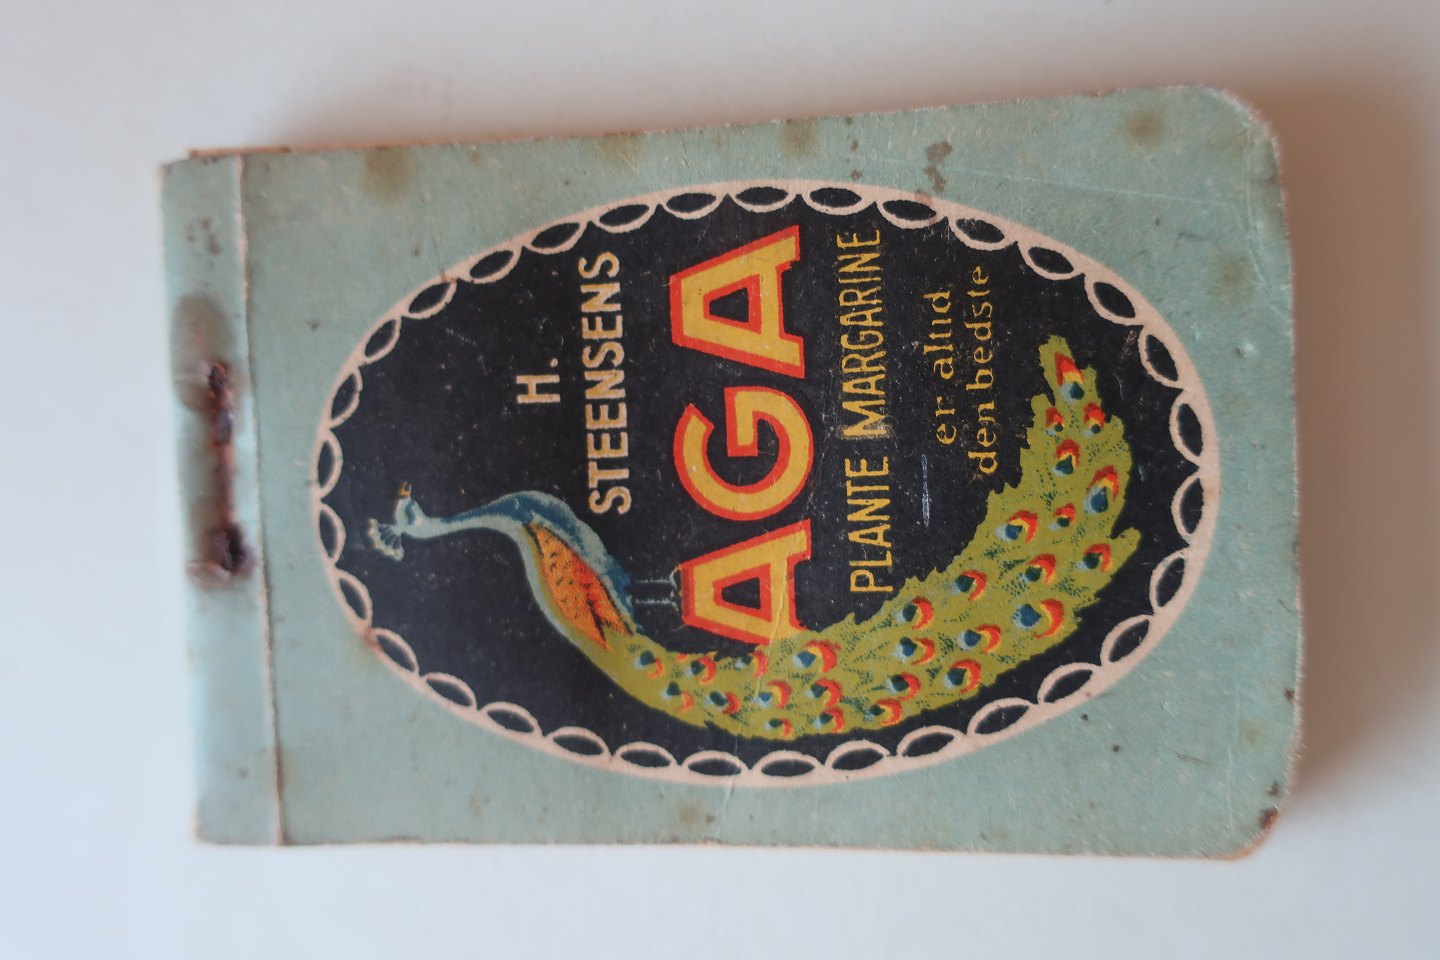 H.
STEENSENS
AGA
PLANTE MARGARINE
er altid
den bedste